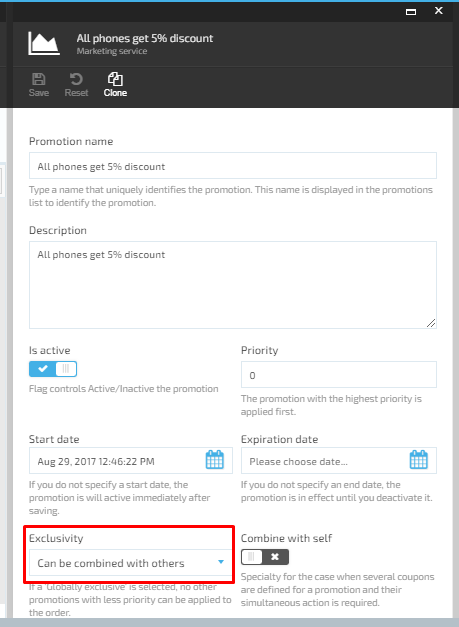 All phones get 5% discount
Marketing service
Save Reset Clone
Promotion name
All phones get 5% discount
Type a name that uniquely identifies the promotion. This name is displayed in the promotions
list to identify the promotion.
Description
All phones get 5% discount
Is active
Flag controls Active/Inactive the promotion
Priority
0
The promotion with the highest priority is
applied first.
Start date
Aug 29, 2017 12:46:22 PM
If you do not specify a start date, the
promotion is will active immediately after
saving.
Expiration date
Please choose date...
If you do not specify an end date, the
promotion is in effect until you deactivate it.
Exclusivity
Can be combined with others
If a 'Globally exclusive' is selected, no other
promotions with less priority can be applied to
the order.
Combine with self
Specialty for the case when several coupons
are defined for a promotion and their
simultaneous action is required.